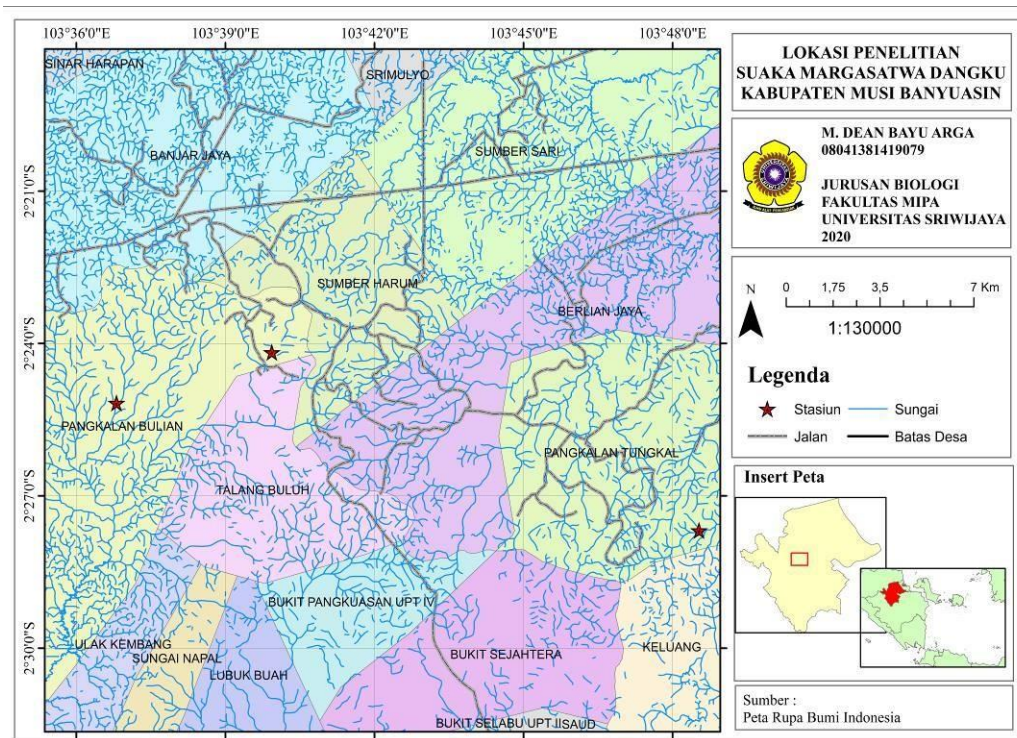 103°36'0"E 103°39'0"E 103°42'0"E 103°45'0"E 103°48'0"E
SINAR HARAPAN
SRIMULYO
BANJAR JAYA
SUMBER SARI
2°21'0"S
SUMBER HARUM
BERLIAN JAYA
2°24'0"S
PANGKALAN BULIAN
PANGKALAN TUNGKAL
2°27'0"S
TALANG BULUH
BUKIT PANGKUASAN UPT IV
ULAK KEMBANG
SUNGAI NAPAL
LUBUK BUAH
BUKIT SEJAHTERA
KELUANG
2°30'0"S
BUKIT SELABU UPT IISAUD
LOKASI PENELITIAN
SUAKA MARGASATWA DANGKU
KABUPATEN MUSI BANYUASIN
M. DEAN BAYU ARGA
08041381419079
JURUSAN BIOLOGI
FAKULTAS MIPA
UNIVERSITAS SRIWIJAYA
2020
N
0 1,75 3,5 7 Km
1:130000
Legenda
Stasiun Sungai
Jalan Batas Desa
Insert Peta
Sumber :
Peta Rupa Bumi Indonesia